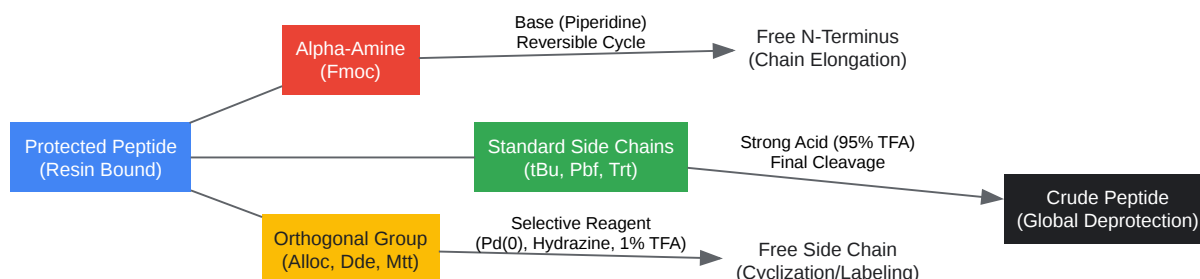 Alpha-Amine
(Fmoc)
Base (Piperidine)
Reversible Cycle
Free N-Terminus
(Chain Elongation)
Protected Peptide
(Resin Bound)
Standard Side Chains
(tBu, Pbf, Trt)
Strong Acid (95% TFA)
Final Cleavage
Crude Peptide
(Global Deprotection)
Orthogonal Group
(Alloc, Dde, Mtt)
Selective Reagent
(Pd(0), Hydrazine, 1% TFA)
Free Side Chain
(Cyclization/Labeling)